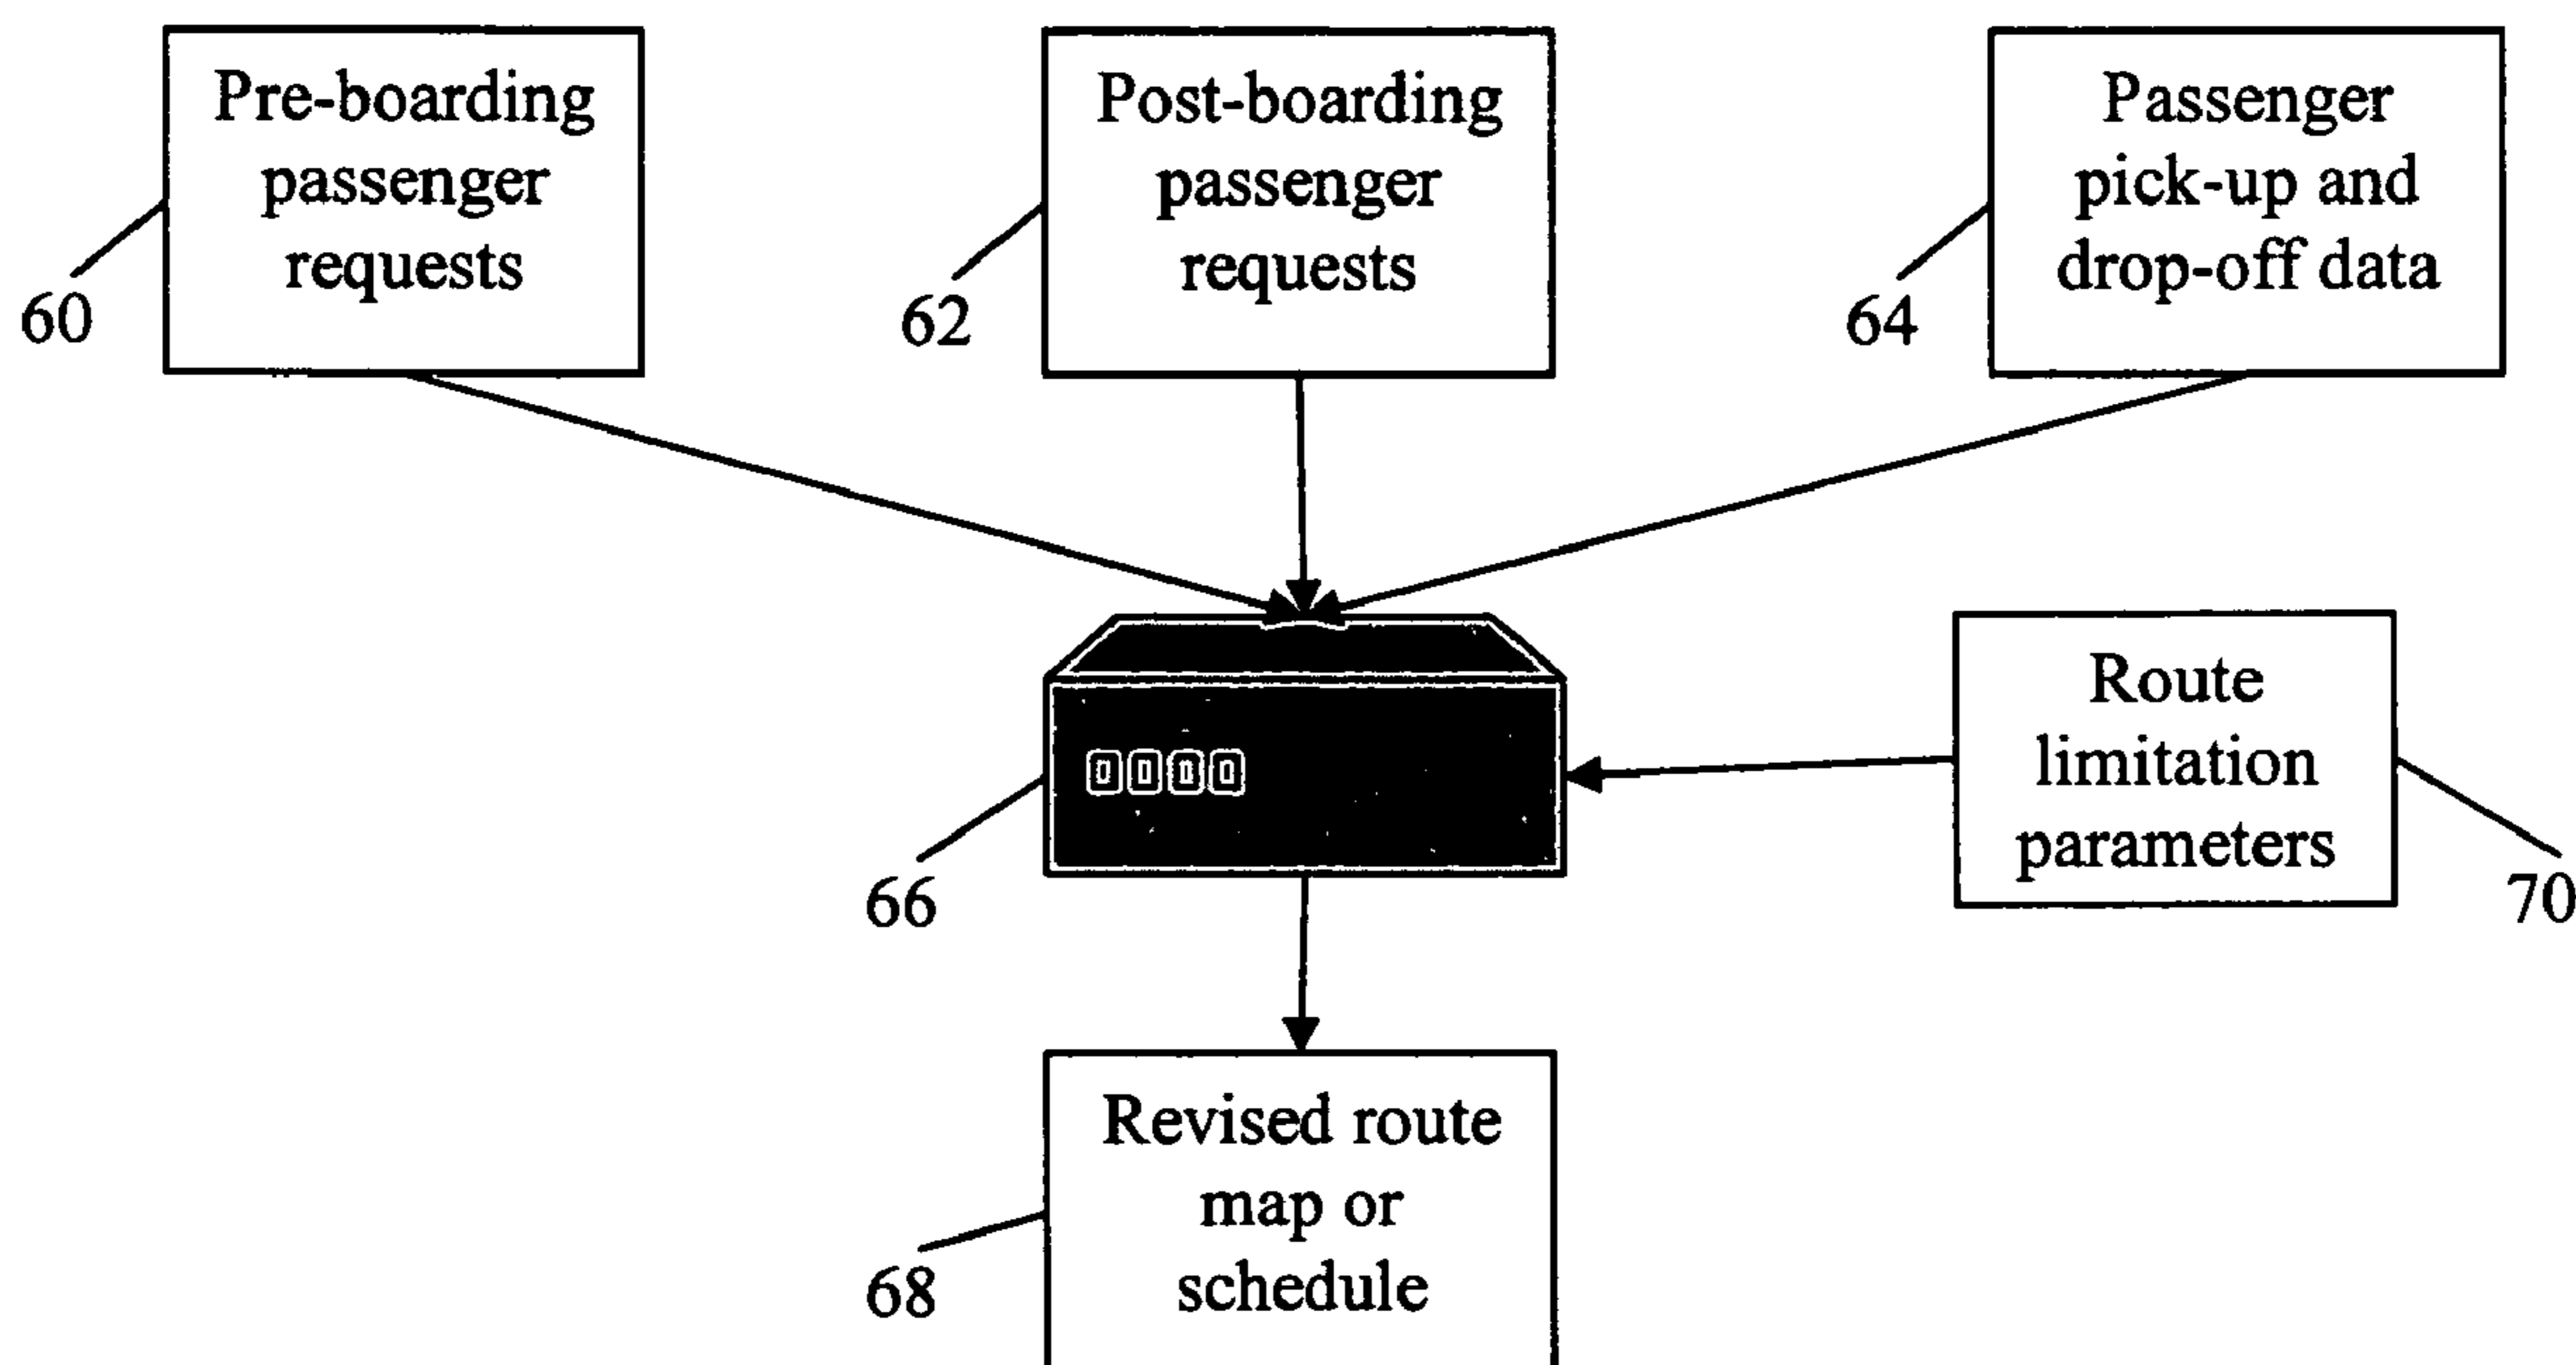 Pre-boarding
passenger
requests
60
Post-boarding
passenger
requests
62
Passenger
pick-up and
drop-off data
64
0000
66
Route
limitation
parameters
70
Revised route
map or
schedule
68